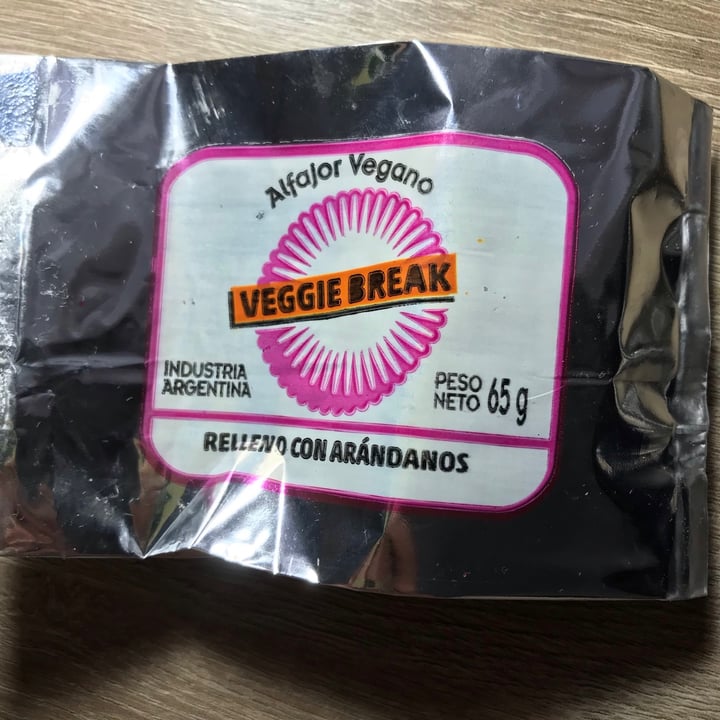 Alfajor Vegano
VEGGIE BREAK
INDUSTRIA
ARGENTINA
PESO
NETO 65 g
RELLENO CON ARÁNDANOS